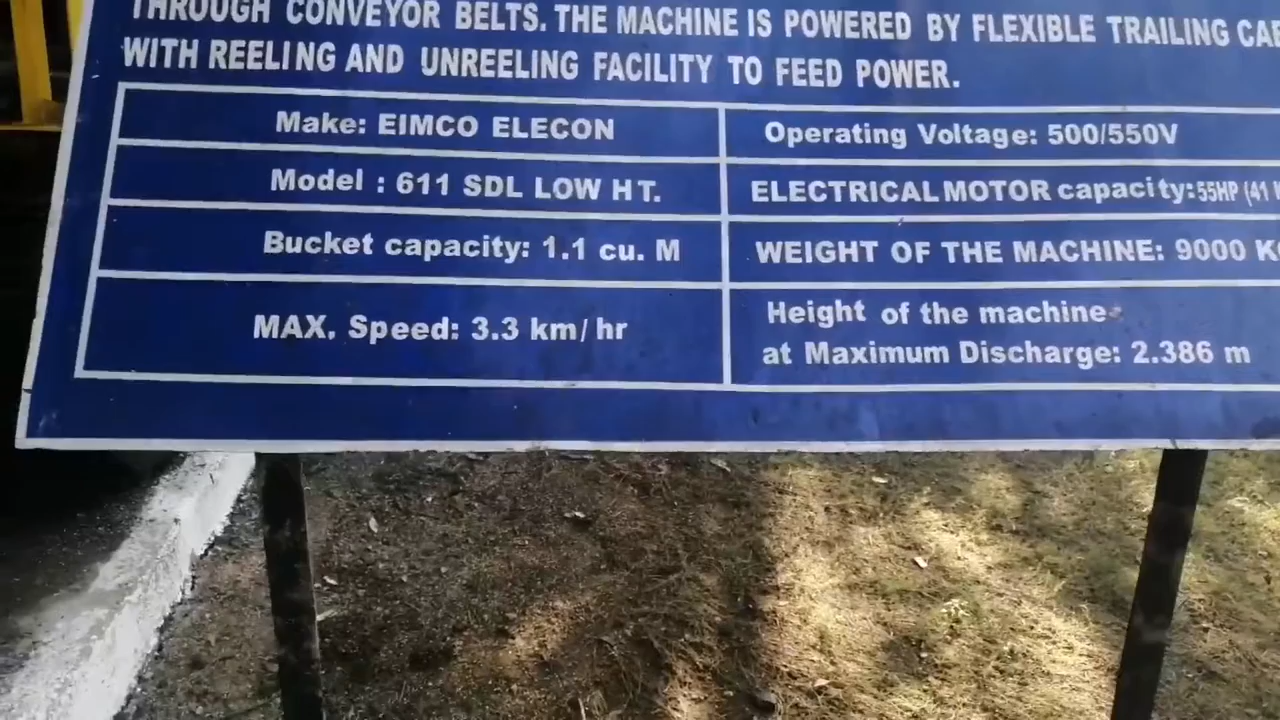 THROUGH CONVEYOR BELTS. THE MACHINE IS POWERED BY FLEXIBLE TRAILING
WITH REELING AND UNREELING FACILITY TO FEED POWER.
Make: EIMCO ELECON
Operating Voltage: 500/550V
Model : 611 SDL LOW HT.
ELECTRICAL MOTOR capacity: 55HP (41
Bucket capacity: 1.1 cu. M
WEIGHT OF THE MACHINE: 9000
MAX. Speed: 3.3 km/hr
Height of the machine
at Maximum Discharge: 2.386 m